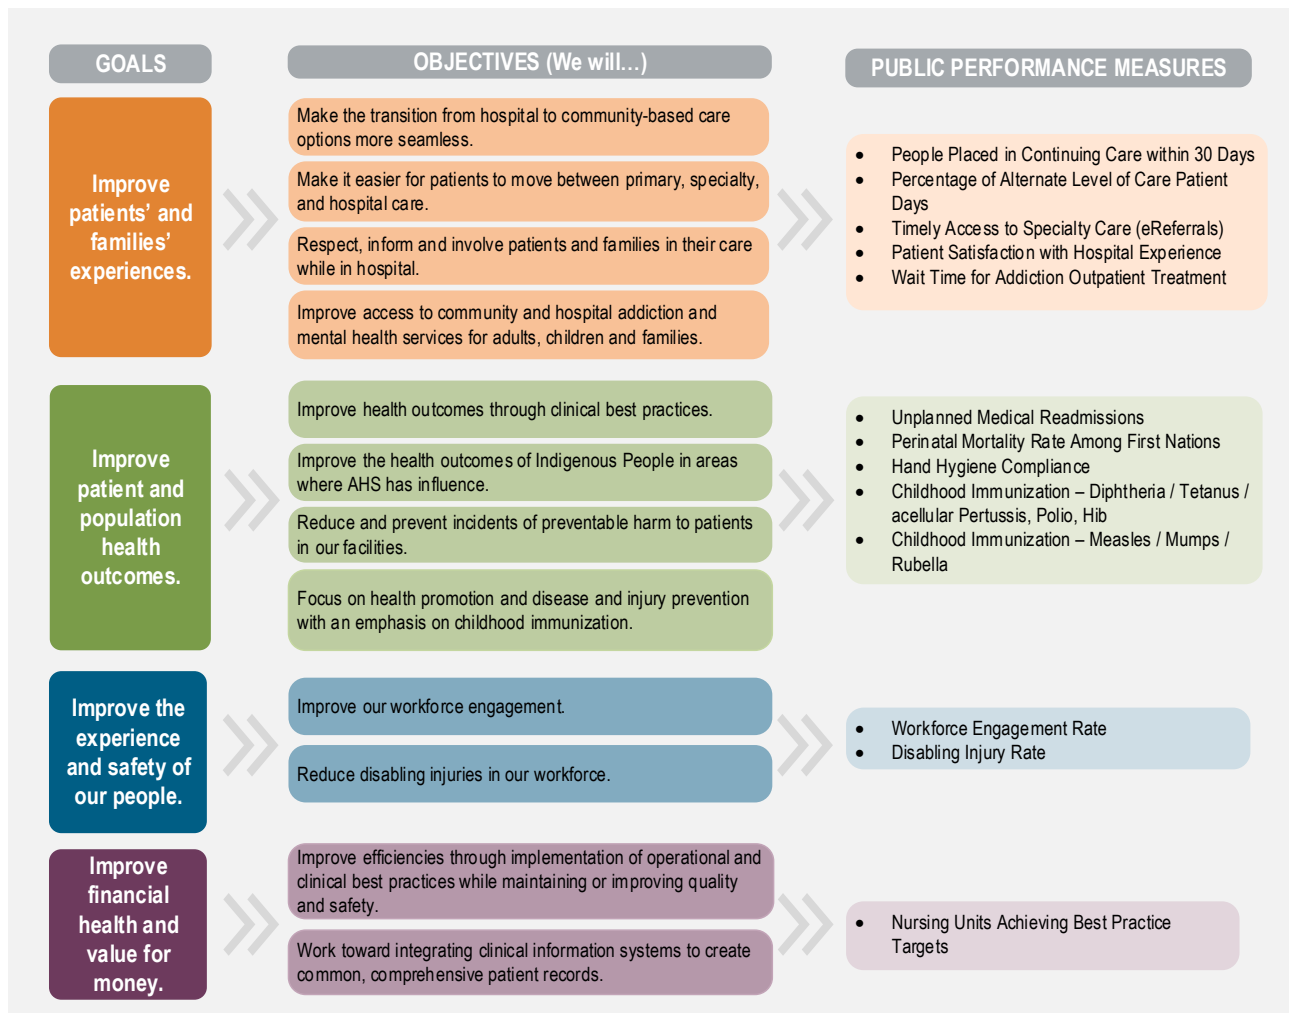 GOALS
OBJECTIVES (We will…)
PUBLIC PERFORMANCE MEASURES
Improve
patients’ and
families’
experiences.
Make the transition from hospital to community-based care
options more seamless.
Make it easier for patients to move between primary, specialty,
and hospital care.
Respect, inform and involve patients and families in their care
while in hospital.
Improve access to community and hospital addiction and
mental health services for adults, children and families.
• People Placed in Continuing Care within 30 Days
• Percentage of Alternate Level of Care Patient
Days
• Timely Access to Specialty Care (eReferrals)
• Patient Satisfaction with Hospital Experience
• Wait Time for Addiction Outpatient Treatment
Improve
patient and
population
health
outcomes.
Improve health outcomes through clinical best practices.
Improve the health outcomes of Indigenous People in areas
where AHS has influence.
Reduce and prevent incidents of preventable harm to patients
in our facilities.
Focus on health promotion and disease and injury prevention
with an emphasis on childhood immunization.
• Unplanned Medical Readmissions
• Perinatal Mortality Rate Among First Nations
• Hand Hygiene Compliance
• Childhood Immunization – Diphtheria / Tetanus /
acellular Pertussis, Polio, Hib
• Childhood Immunization – Measles / Mumps /
Rubella
Improve the
experience
and safety of
our people.
Improve our workforce engagement.
Reduce disabling injuries in our workforce.
• Workforce Engagement Rate
• Disabling Injury Rate
Improve
financial
health and
value for
money.
Improve efficiencies through implementation of operational and
clinical best practices while maintaining or improving quality
and safety.
Work toward integrating clinical information systems to create
common, comprehensive patient records.
• Nursing Units Achieving Best Practice
Targets